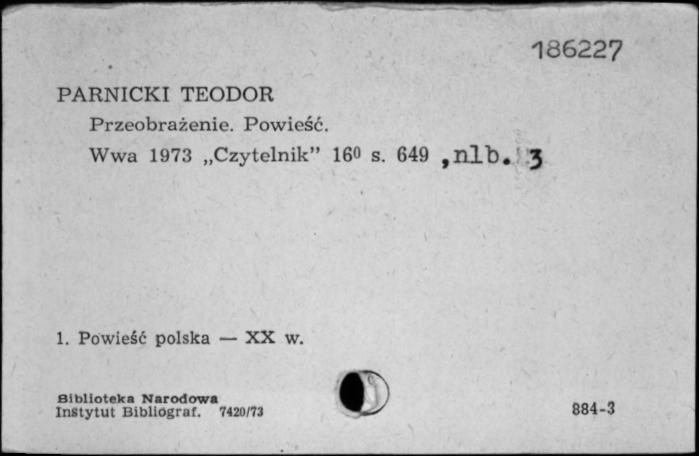 186227
PARNICKI TEODOR
Przeobrażenie. Powieść.
Wwa 1973 „Czytelnik” 16⁰ s. 649 , nlb. 3
1. Powieść polska — XX w.
Biblioteka Narodowa
Instytut Bibliograf. 7420/73
884-3